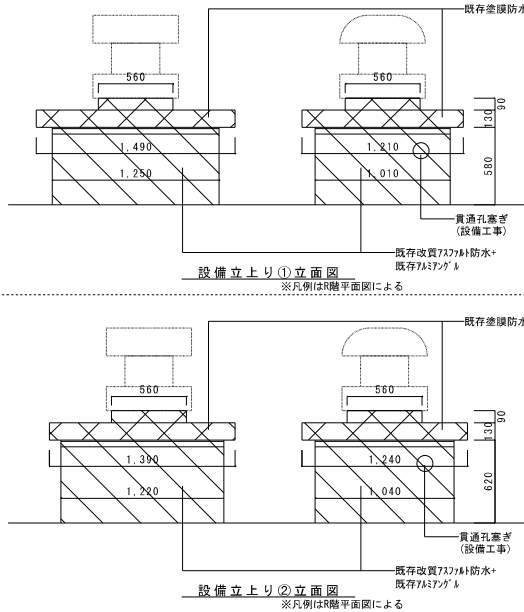 既存塗膜防水
560
560
90
130
1,490
1,210
580
1,250
1,010
貫通孔塞ぎ
(設備工事)
既存改質ｱｽﾌｧﾙﾄ防水+
既存ｱﾙﾐｱﾝｸﾞﾙ
設備立上り①立面図
※凡例はR階平面図による
既存塗膜防水
560
560
90
130
1,390
1,240
620
1,220
1,040
貫通孔塞ぎ
(設備工事)
既存改質ｱｽﾌｧﾙﾄ防水+
既存ｱﾙﾐｱﾝｸﾞﾙ
設備立上り②立面図
※凡例はR階平面図による